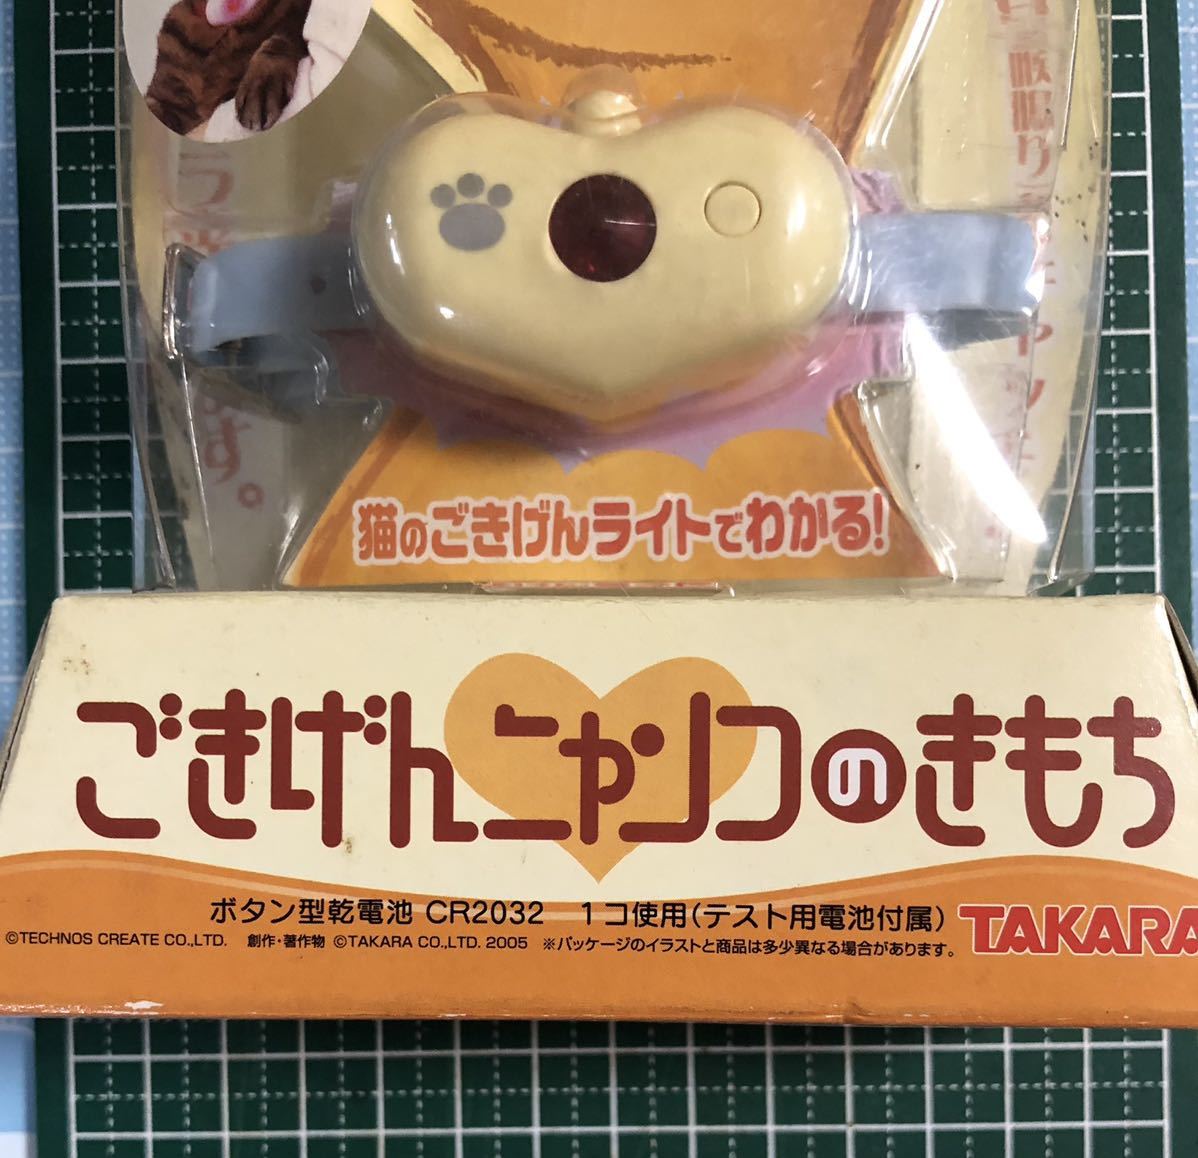 猫のごきげんライトでわかる!
ごきげんニャンコのきもち
ボタン型乾電池 CR2032 1コ使用(テスト用電池付属)
TAKARA
©TECHNOS CREATE CO.,LTD. 創作・著作物 ©TAKARA CO.,LTD. 2005 ※パッケージのイラストと商品は多少異なる場合があります。